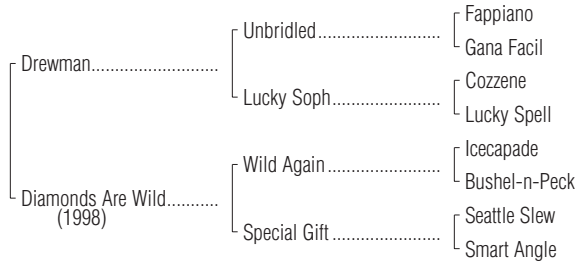 Fappiano
Unbridled..................................
Gana Facil
Drewman...................................
Cozzene
Lucky Soph..............................
Lucky Spell
Icecapade
Wild Again ...............................
Bushel-n-Peck
Diamonds Are Wild..............
(1998)
Seattle Slew
Special Gift ..............................
Smart Angle